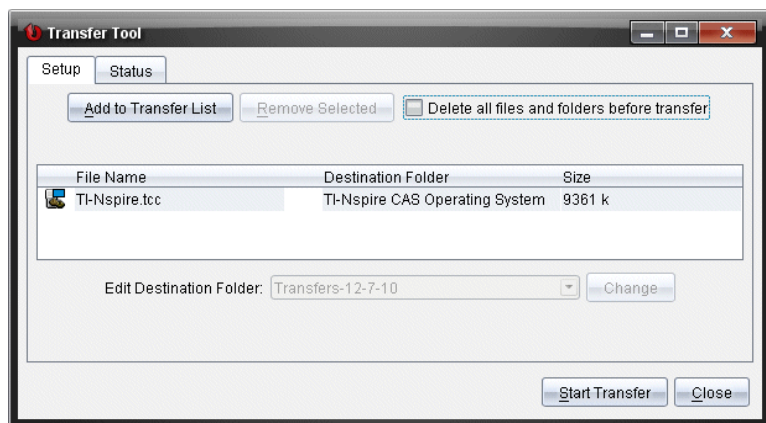 Transfer Tool
Setup Status
Add to Transfer List Remove Selected Delete all files and folders before transfer
File Name Destination Folder Size
TI-Nspire.tcc TI-Nspire CAS Operating System 9361 k
Edit Destination Folder: Transfers-12-7-10 Change
Start Transfer Close